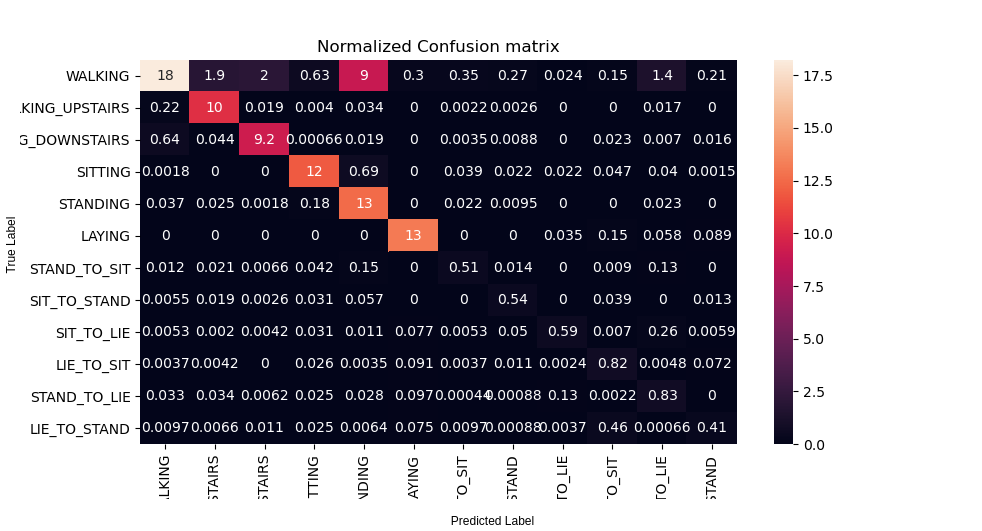 Normalized Confusion matrix
WALKING 18 1.9 2 0.63 9 0.3 0.35 0.27 0.024 0.15 1.4 0.21
KING_UPSTAIRS 0.22 10 0.019 0.004 0.034 0 0.0022 0.0026 0 0 0.017 0
G_DOWNSTAIRS 0.64 0.044 9.2 0.00066 0.019 0 0.0035 0.0088 0 0.023 0.007 0.016
SITTING 0.0018 0 0 12 0.69 0 0.039 0.022 0.022 0.047 0.04 0.0015
STANDING 0.037 0.025 0.0018 0.18 13 0 0.022 0.0095 0 0 0.023 0
LAYING 0 0 0 0 0 13 0 0 0.035 0.15 0.058 0.089
STAND_TO_SIT 0.012 0.021 0.0066 0.042 0.15 0 0.51 0.014 0 0.009 0.13 0
SIT_TO_STAND 0.0055 0.019 0.0026 0.031 0.057 0 0 0.54 0 0.039 0 0.013
SIT_TO_LIE 0.0053 0.002 0.0042 0.031 0.011 0.077 0.0053 0.05 0.59 0.007 0.26 0.0059
LIE_TO_SIT 0.0037 0.0042 0 0.026 0.0035 0.091 0.0037 0.011 0.0024 0.82 0.0048 0.072
STAND_TO_LIE 0.033 0.034 0.0062 0.025 0.028 0.097 0.00044 0.00088 0.13 0.0022 0.83 0
LIE_TO_STAND 0.0097 0.0066 0.011 0.025 0.0064 0.075 0.0097 0.00088 0.0037 0.46 0.00066 0.41
True Label
LKING
STAIRS
STAIRS
TTING
NDING
AYING
TO_SIT
STAND
TO_LIE
TO_SIT
TO_LIE
STAND
Predicted Label
17.5
15.0
12.5
10.0
7.5
5.0
2.5
0.0